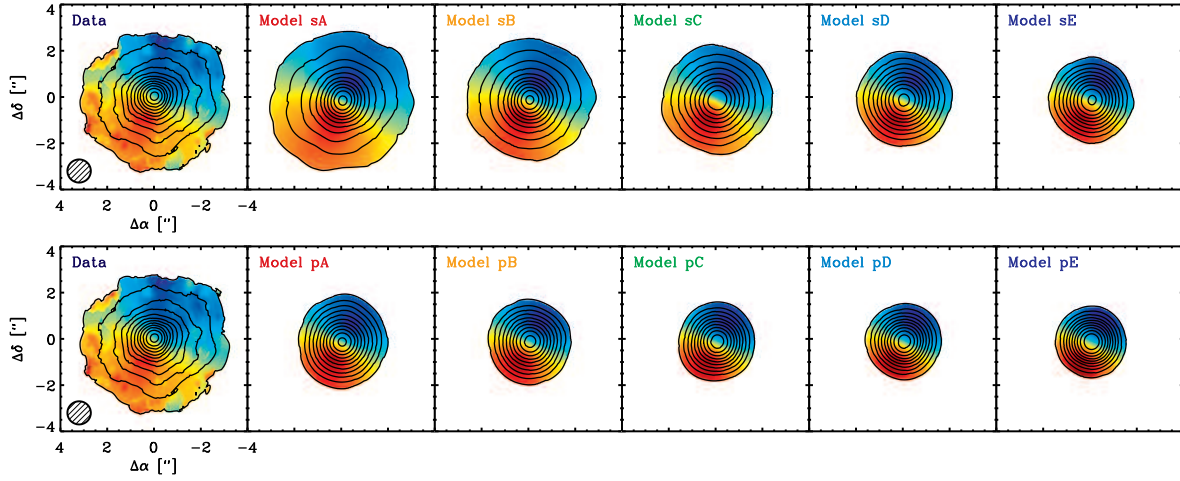 Data Model sA Model sB Model sC Model sD Model sE
4
2
0
−2
−4
Δδ ["]
4 2 0 −2 −4
Δα ["]
Data Model pA Model pB Model pC Model pD Model pE
4
2
0
−2
−4
Δδ ["]
4 2 0 −2 −4
Δα ["]